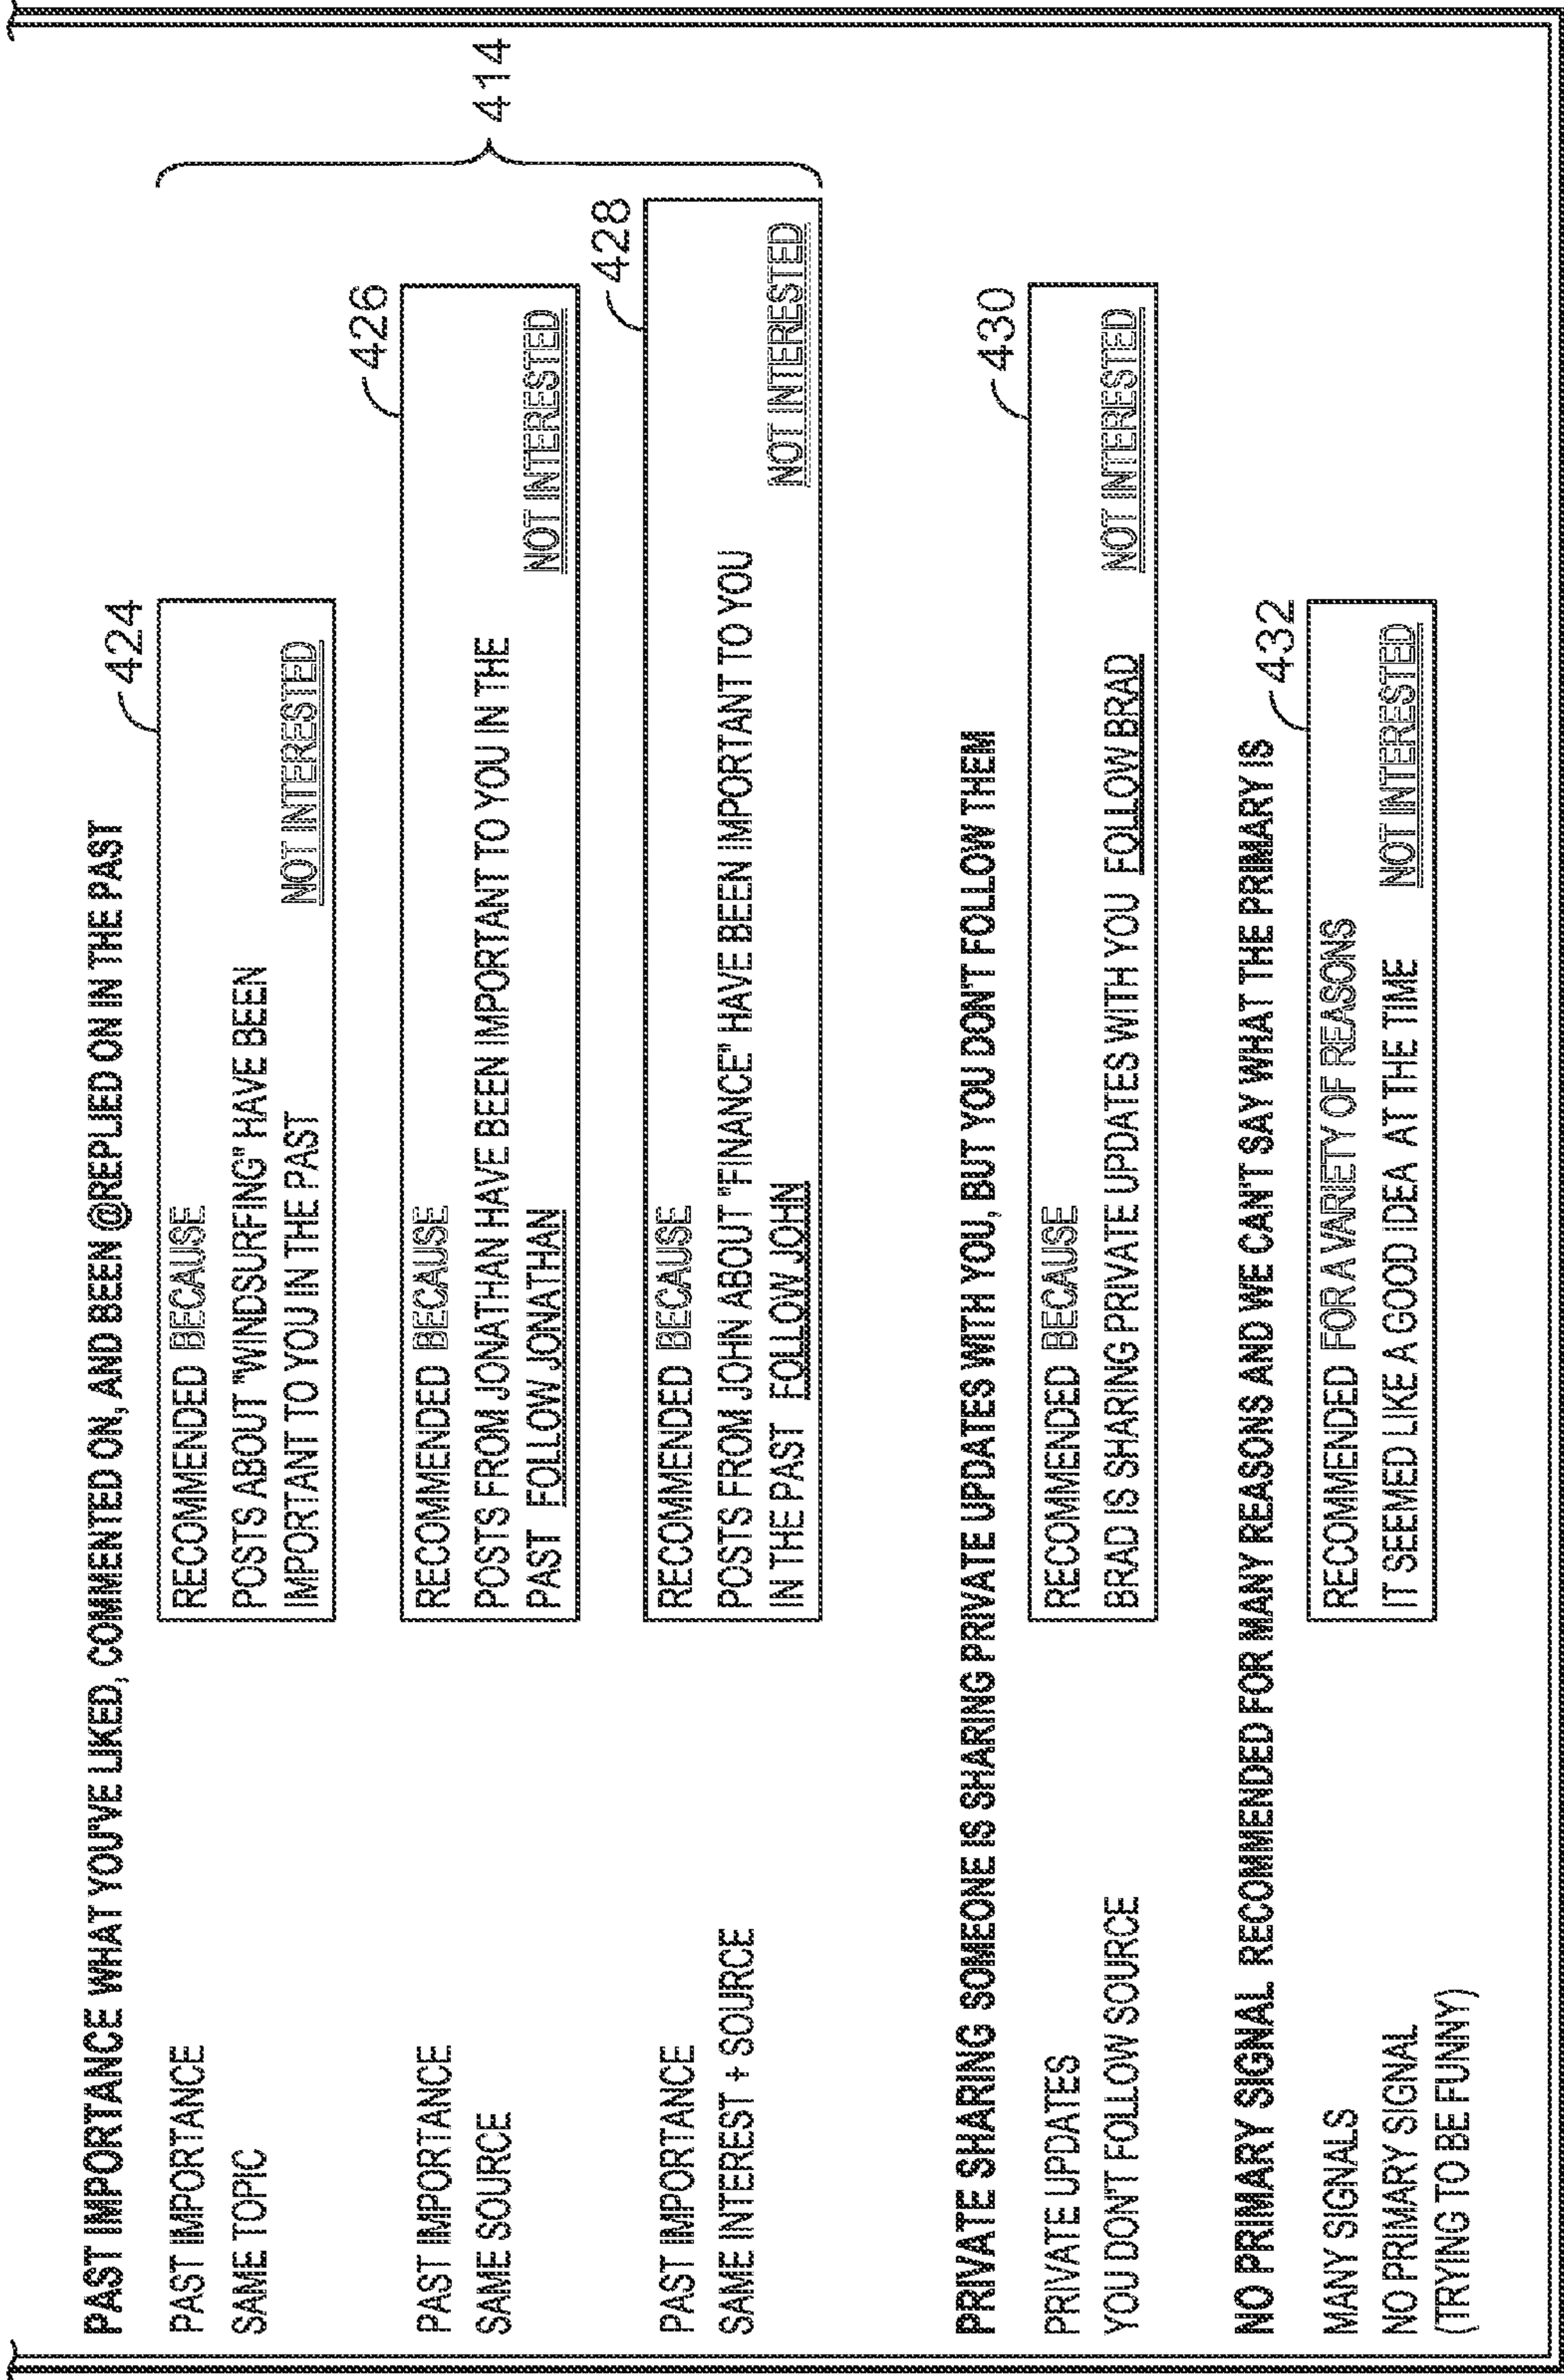 PAST IMPORTANCE WHAT YOU'VE LIKED, COMMENTED ON, AND BEEN @REPLIED ON IN THE PAST
424
PAST IMPORTANCE
SAME TOPIC
RECOMMENDED BECAUSE
POSTS ABOUT "WINDSURFING" HAVE BEEN
IMPORTANT TO YOU IN THE PAST
NOT INTERESTED
414
426
PAST IMPORTANCE
SAME SOURCE
RECOMMENDED BECAUSE
POSTS FROM JONATHAN HAVE BEEN IMPORTANT TO YOU IN THE
PAST FOLLOW JONATHAN NOT INTERESTED
428
PAST IMPORTANCE
SAME INTEREST + SOURCE
RECOMMENDED BECAUSE
POSTS FROM JOHN ABOUT "FINANCE" HAVE BEEN IMPORTANT TO YOU
IN THE PAST FOLLOW JOHN NOT INTERESTED
PRIVATE SHARING SOMEONE IS SHARING PRIVATE UPDATES WITH YOU, BUT YOU DON'T FOLLOW THEM
430
PRIVATE UPDATES
YOU DON'T FOLLOW SOURCE
RECOMMENDED BECAUSE
BRAD IS SHARING PRIVATE UPDATES WITH YOU FOLLOW BRAD NOT INTERESTED
NO PRIMARY SIGNAL RECOMMENDED FOR MANY REASONS AND WE CAN'T SAY WHAT THE PRIMARY IS
432
MANY SIGNALS
NO PRIMARY SIGNAL
(TRYING TO BE FUNNY)
RECOMMENDED FOR A VARIETY OF REASONS
IT SEEMED LIKE A GOOD IDEA AT THE TIME NOT INTERESTED